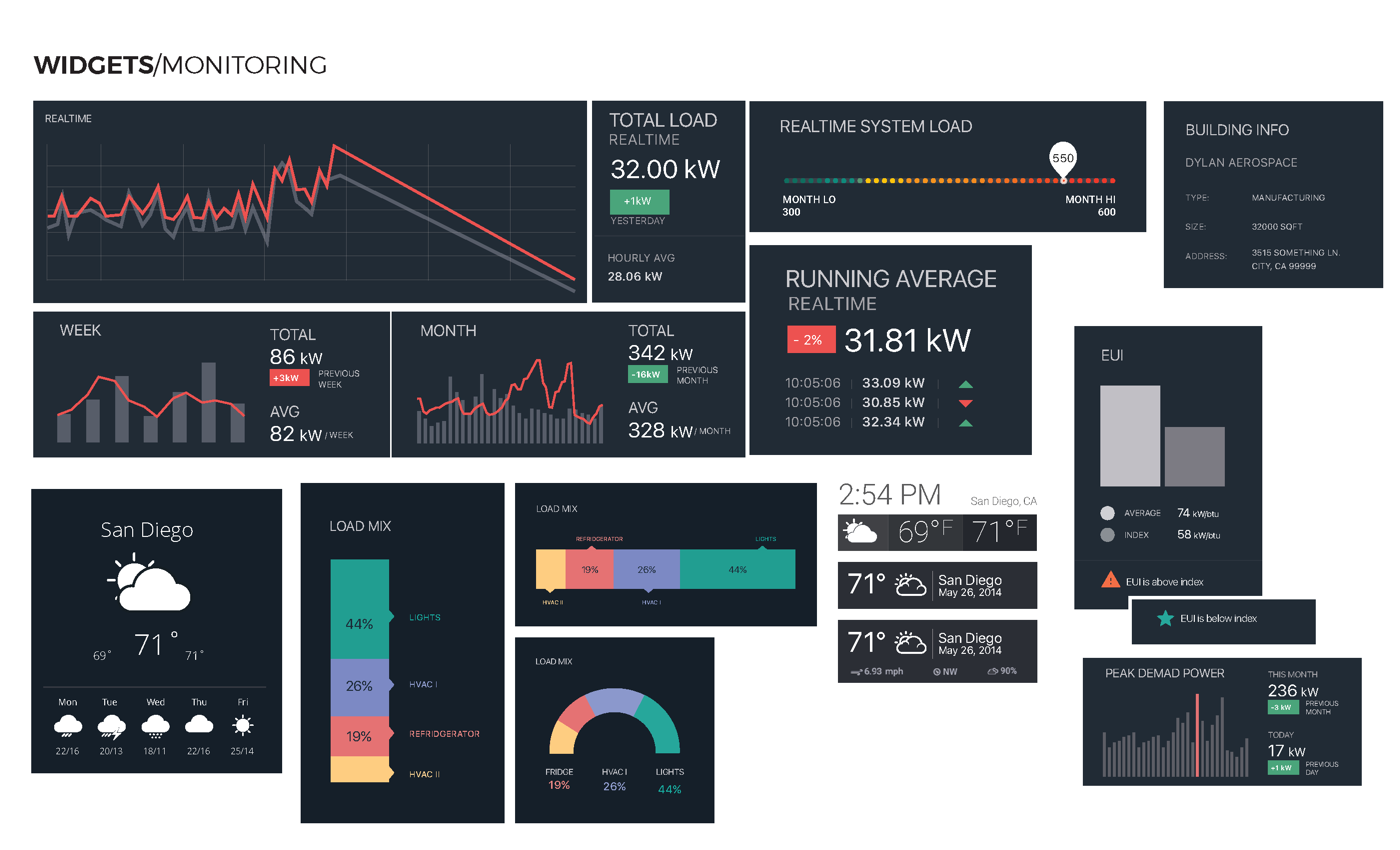 WIDGETS/MONITORING
REALTIME
TOTAL LOAD
REALTIME
32.00 kW
+1kW
YESTERDAY
HOURLY AVG
28.06 kW
REALTIME SYSTEM LOAD
550
MONTH LO
300
MONTH HI
600
BUILDING INFO
DYLAN AEROSPACE
TYPE: MANUFACTURING
SIZE: 32000 SQFT
ADDRESS: 3515 SOMETHING LN.
CITY, CA 99999
WEEK
TOTAL
86 kW
+3kW PREVIOUS
WEEK
AVG
82 kW / WEEK
MONTH
TOTAL
342 kW
-16kW PREVIOUS
MONTH
AVG
328 kW / MONTH
RUNNING AVERAGE
REALTIME
- 2% 31.81 kW
10:05:06 33.09 kW
10:05:06 30.85 kW
10:05:06 32.34 kW
EUI
AVERAGE 74 kW/btu
INDEX 58 kW/btu
EUI is above index
EUI is below index
San Diego
69° 71° 71°
Mon Tue Wed Thu Fri
22/16 20/13 18/11 22/16 25/14
LOAD MIX
44% LIGHTS
26% HVAC I
19% REFRIDGERATOR
HVAC II
LOAD MIX
REFRIDGERATOR LIGHTS
19% 26% 44%
HVAC II HVAC I
LOAD MIX
FRIDGE HVAC I LIGHTS
19% 26% 44%
2:54 PM San Diego, CA
69°F 71°F
71° San Diego
May 26, 2014
71° San Diego
May 26, 2014
6.93 mph NW 90%
PEAK DEMAD POWER
THIS MONTH
236 kW
-3 kW PREVIOUS
MONTH
TODAY
17 kW
+1 kW PREVIOUS
DAY